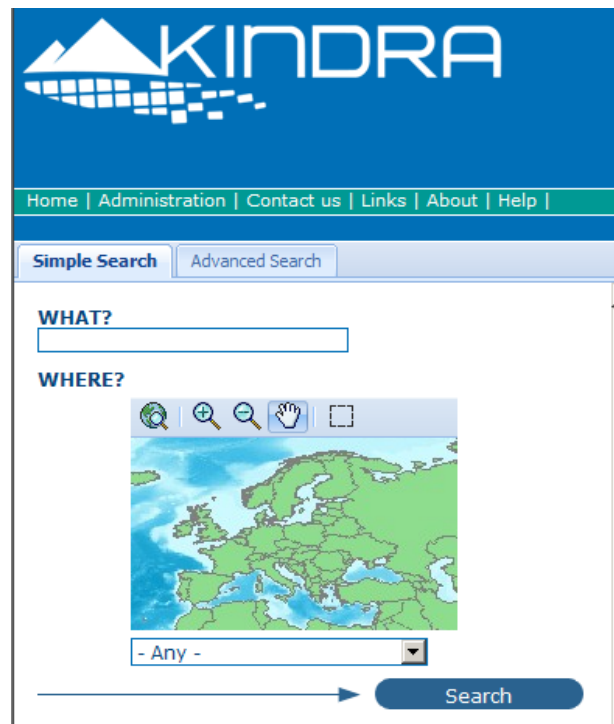 KINDRA
Home | Administration | Contact us | Links | About | Help |
Simple Search Advanced Search
WHAT?
WHERE?
- Any -
Search